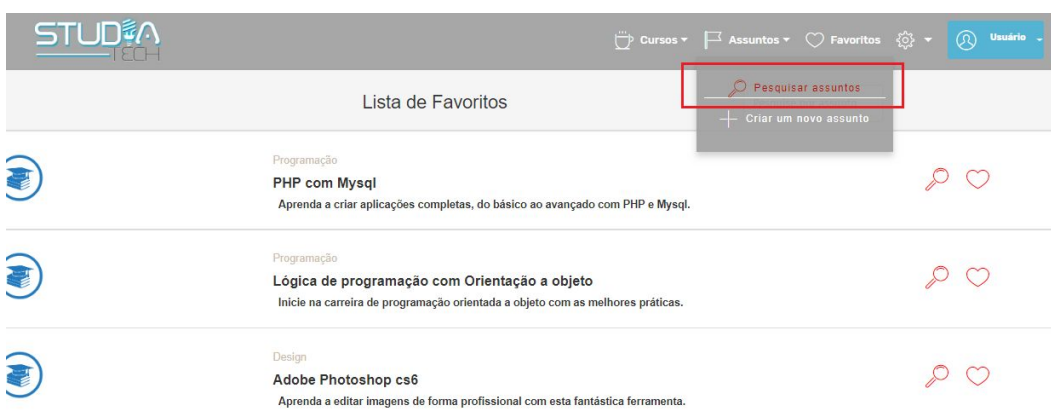 STUDIA
TECH
Cursos
Assuntos
Favoritos
Usuário
Pesquisar assuntos
Criar um novo assunto
Lista de Favoritos
Programação
PHP com Mysql
Aprenda a criar aplicações completas, do básico ao avançado com PHP e Mysql.
Programação
Lógica de programação com Orientação a objeto
Inicie na carreira de programação orientada a objeto com as melhores práticas.
Design
Adobe Photoshop cs6
Aprenda a editar imagens de forma profissional com esta fantástica ferramenta.